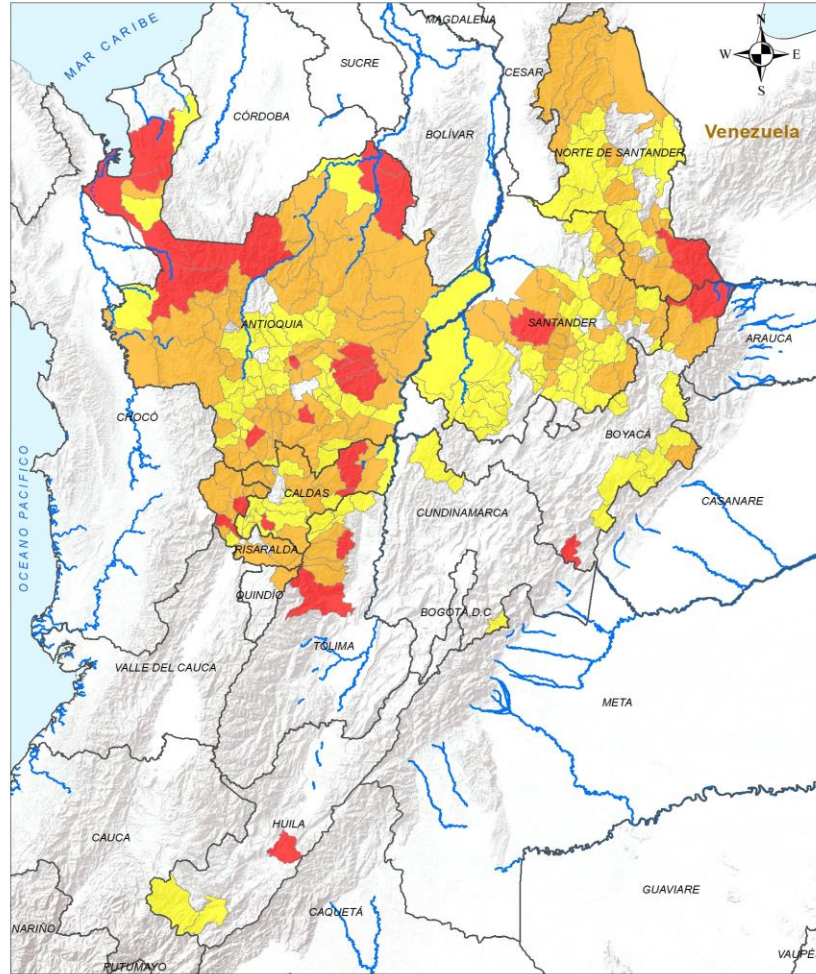 MAGDALENA
N
MAR CARIBE
SUCRE
CESAR
W E
S
CÓRDOBA
BOLÍVAR
Venezuela
NORTE DE SANTANDER
ANTIOQUIA
SANTANDER
ARAUCA
CHOCÓ
BOYACÁ
OCEANO PACIFICO
CALDAS
CUNDINAMARCA
CASANARE
RISARALDA
QUINDÍO
BOGOTÁ, D.C.
TOLIMA
VALLE DEL CAUCA
META
HUILA
CAUCA
GUAVIARE
CAQUETÁ
NARIÑO
PUTUMAYO
VAUPÉS